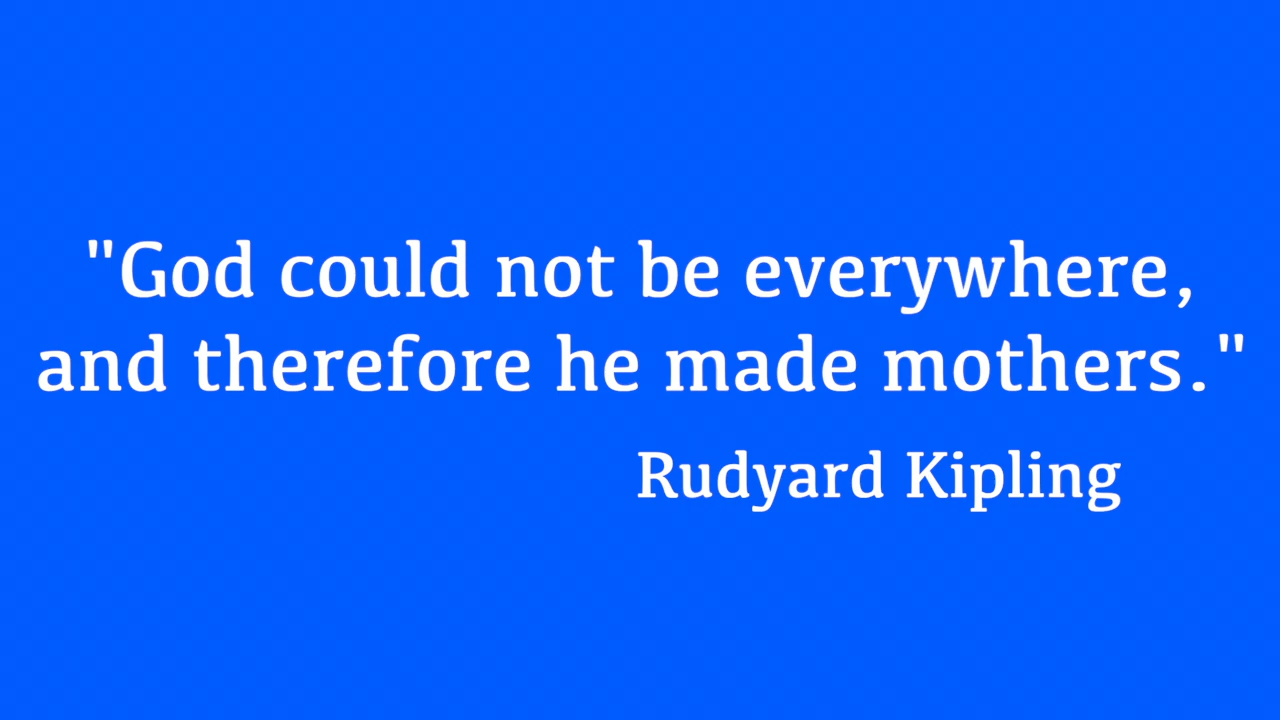 "God could not be everywhere,
and therefore he made mothers."
Rudyard Kipling